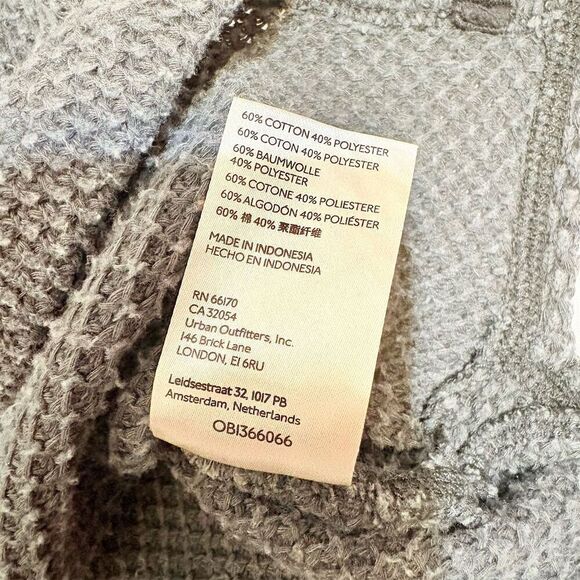 60% COTTON 40% POLYESTER
60% COTON 40% POLYESTER
60% BAUMWOLLE
40% POLYESTER
60% COTONE 40% POLIESTERE
60% ALGODÓN 40% POLIÉSTER
60% 棉 40% 聚酯纤维
MADE IN INDONESIA
HECHO EN INDONESIA
RN 66170
CA 32054
Urban Outfitters, Inc.
146 Brick Lane
LONDON, E1 6RU
Leidsestraat 32, 1017 PB
Amsterdam, Netherlands
OB1366066